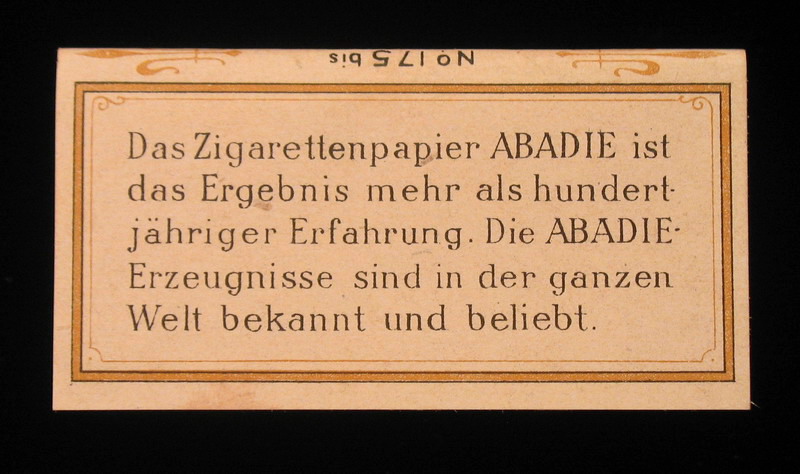 No 175 bis
Das Zigarettenpapier ABADIE ist
das Ergebnis mehr als hundert-
jähriger Erfahrung. Die ABADIE-
Erzeugnisse sind in der ganzen
Welt bekannt und beliebt.